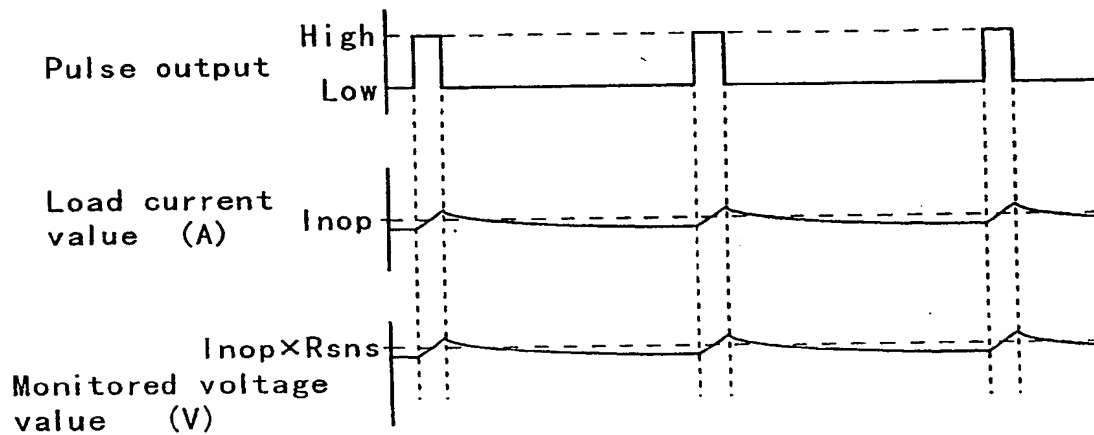 High
Pulse output
Low
Load current
value (A)
Inop
Inop×Rsns
Monitored voltage
value (V)